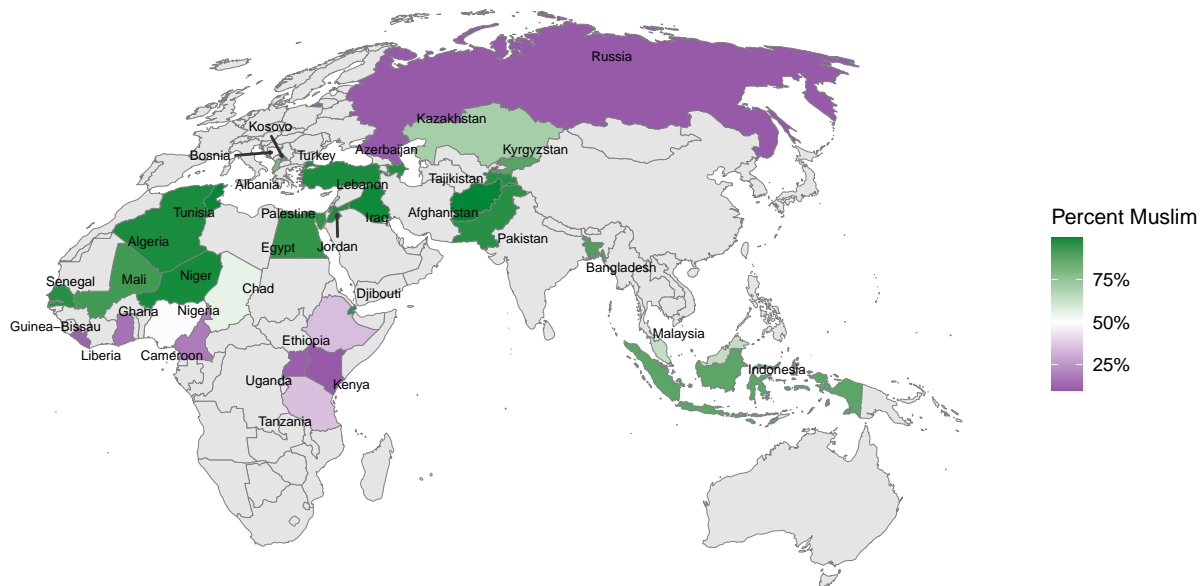 Russia
Kazakhstan
Kosovo
Bosnia
Turkey
Azerbaijan
Kyrgyzstan
Albania
Lebanon
Tajikistan
Tunisia
Palestine
Iraq
Afghanistan
Algeria
Egypt
Jordan
Pakistan
Senegal
Mali
Niger
Chad
Djibouti
Bangladesh
Guinea−Bissau
Ghana
Nigeria
Liberia
Cameroon
Ethiopia
Malaysia
Uganda
Kenya
Indonesia
Tanzania
Percent Muslim
75%
50%
25%